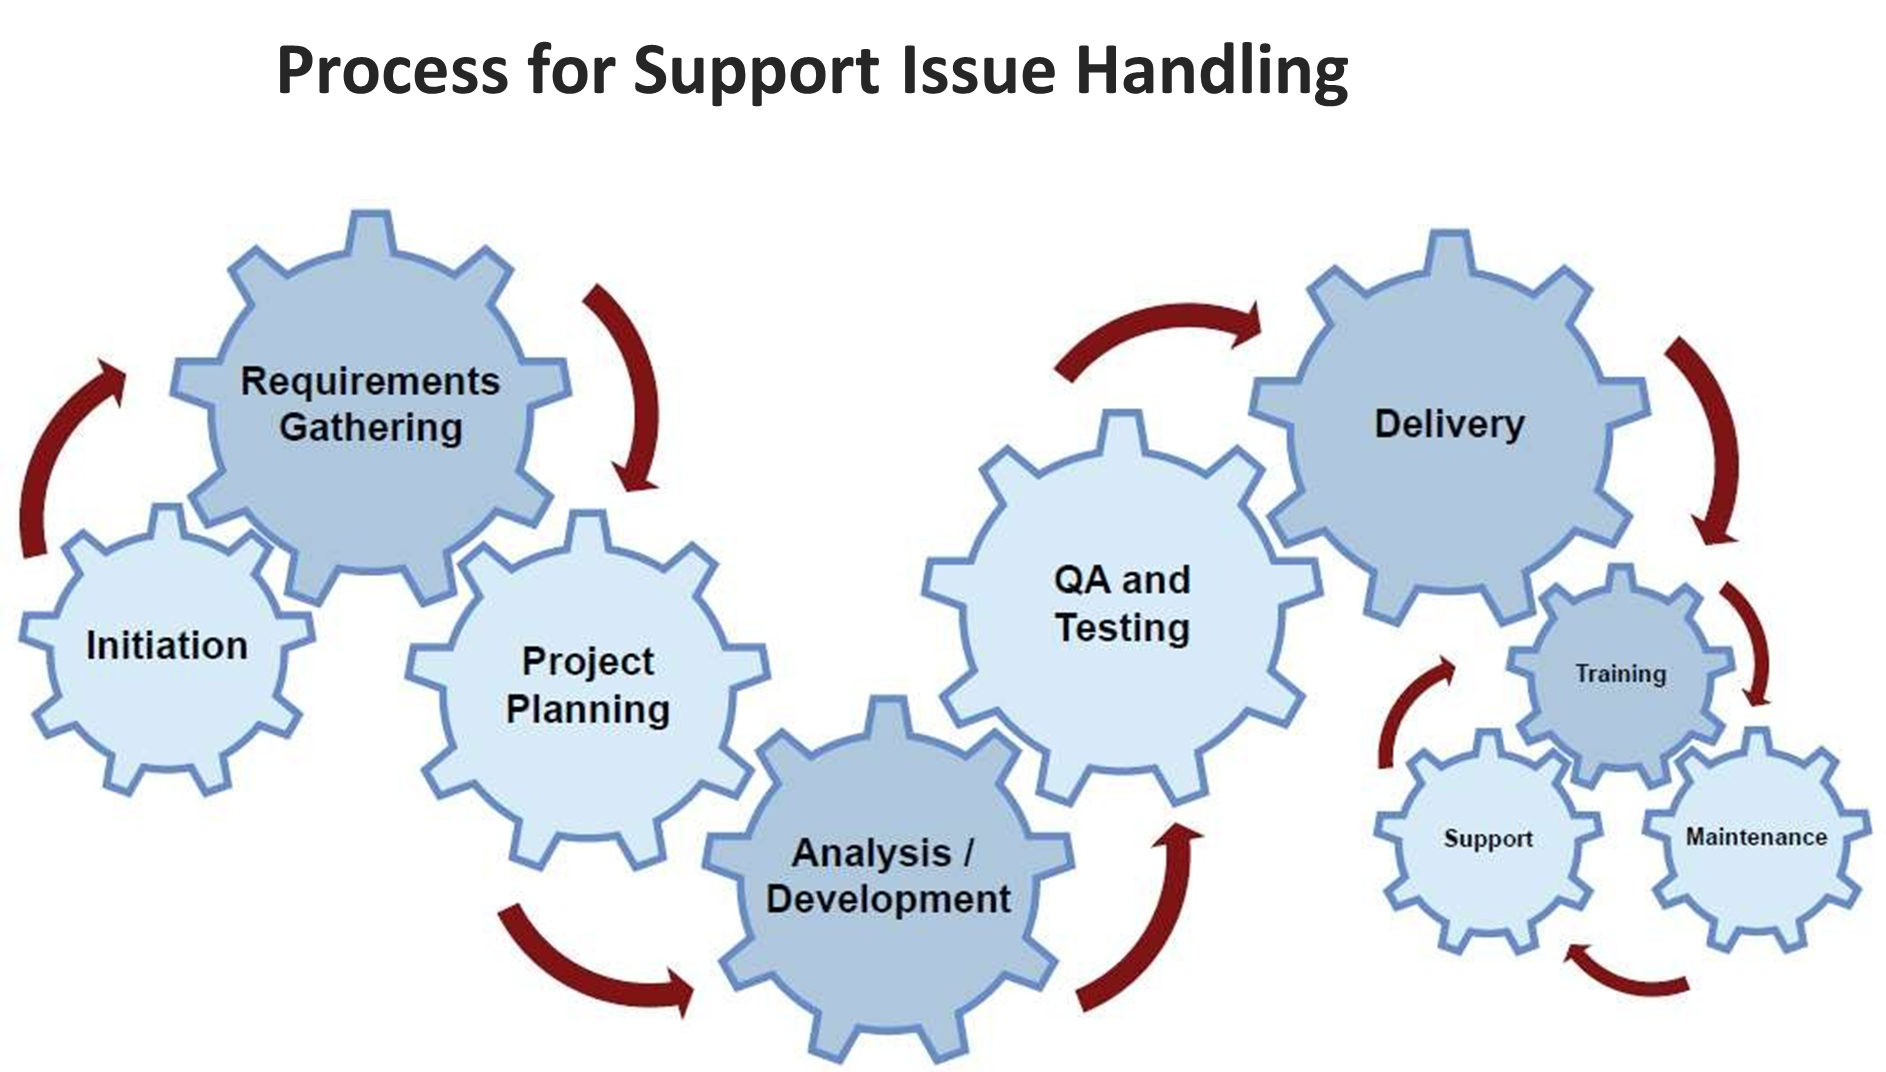 Process for Support Issue Handling
Requirements
Gathering
Initiation
Project
Planning
Analysis /
Development
QA and
Testing
Delivery
Training
Support
Maintenance